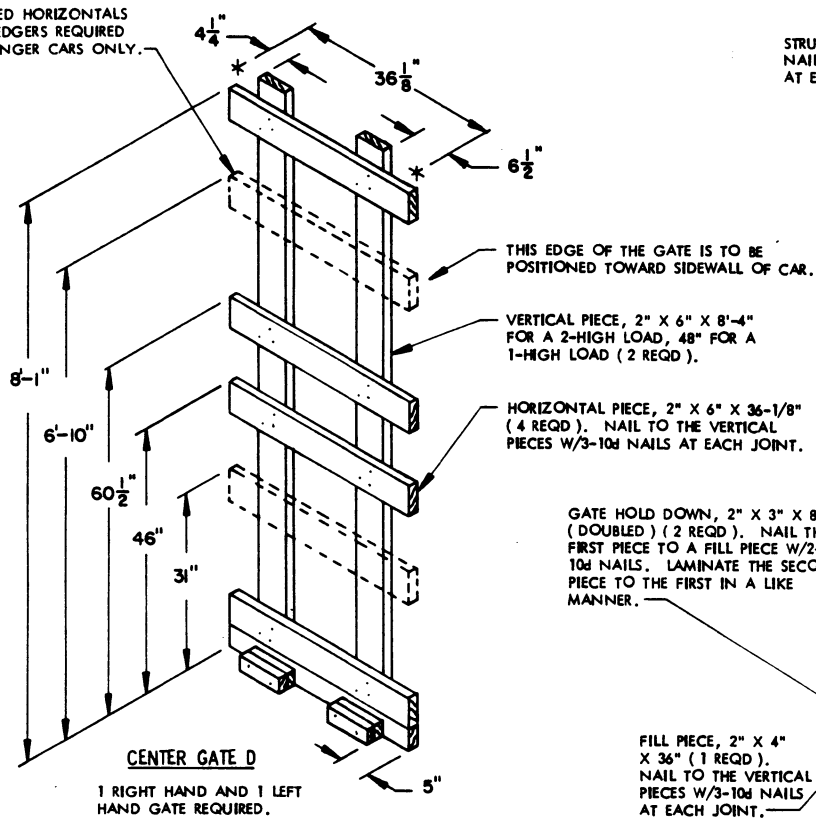 ED HORIZONTALS
EDGERS REQUIRED
NGER CARS ONLY.
4 1/4"
*
36 1/8"
*
6 1/2"
STRU
NAIL
AT E
THIS EDGE OF THE GATE IS TO BE
POSITIONED TOWARD SIDEWALL OF CAR.
VERTICAL PIECE, 2" X 6" X 8'-4"
FOR A 2-HIGH LOAD, 48" FOR A
1-HIGH LOAD ( 2 REQD ).
8'-1"
6'-10"
60 1/2"
46"
31"
HORIZONTAL PIECE, 2" X 6" X 36-1/8"
( 4 REQD ). NAIL TO THE VERTICAL
PIECES W/3-10d NAILS AT EACH JOINT.
GATE HOLD DOWN, 2" X 3" X 8
( DOUBLED ) ( 2 REQD ). NAIL TH
FIRST PIECE TO A FILL PIECE W/2-
10d NAILS. LAMINATE THE SECO
PIECE TO THE FIRST IN A LIKE
MANNER.
CENTER GATE D
1 RIGHT HAND AND 1 LEFT
HAND GATE REQUIRED.
5"
FILL PIECE, 2" X 4"
X 36" ( 1 REQD ).
NAIL TO THE VERTICAL
PIECES W/3-10d NAILS
AT EACH JOINT.